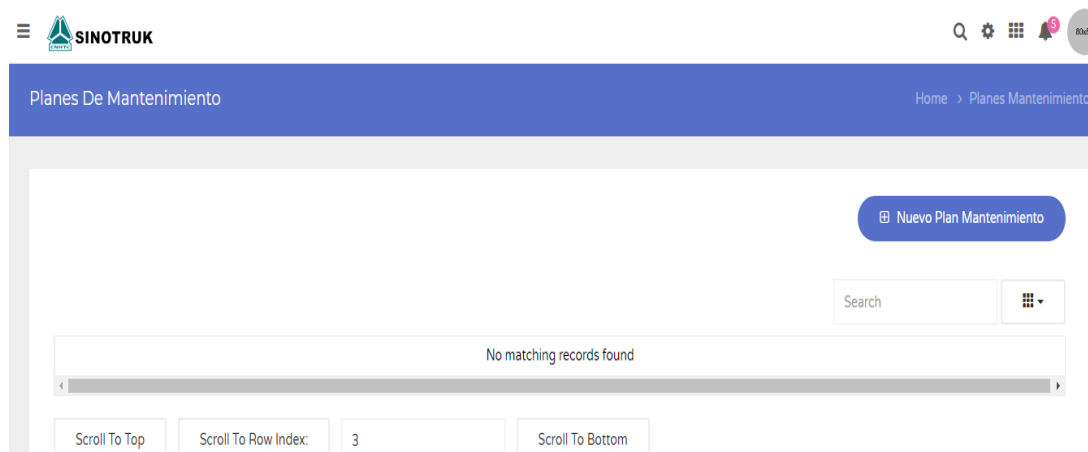 SINOTRUK
CNHTC
5
Planes De Mantenimiento
Home > Planes Mantenimiento
Nuevo Plan Mantenimiento
Search
No matching records found
Scroll To Top Scroll To Row Index: 3 Scroll To Bottom